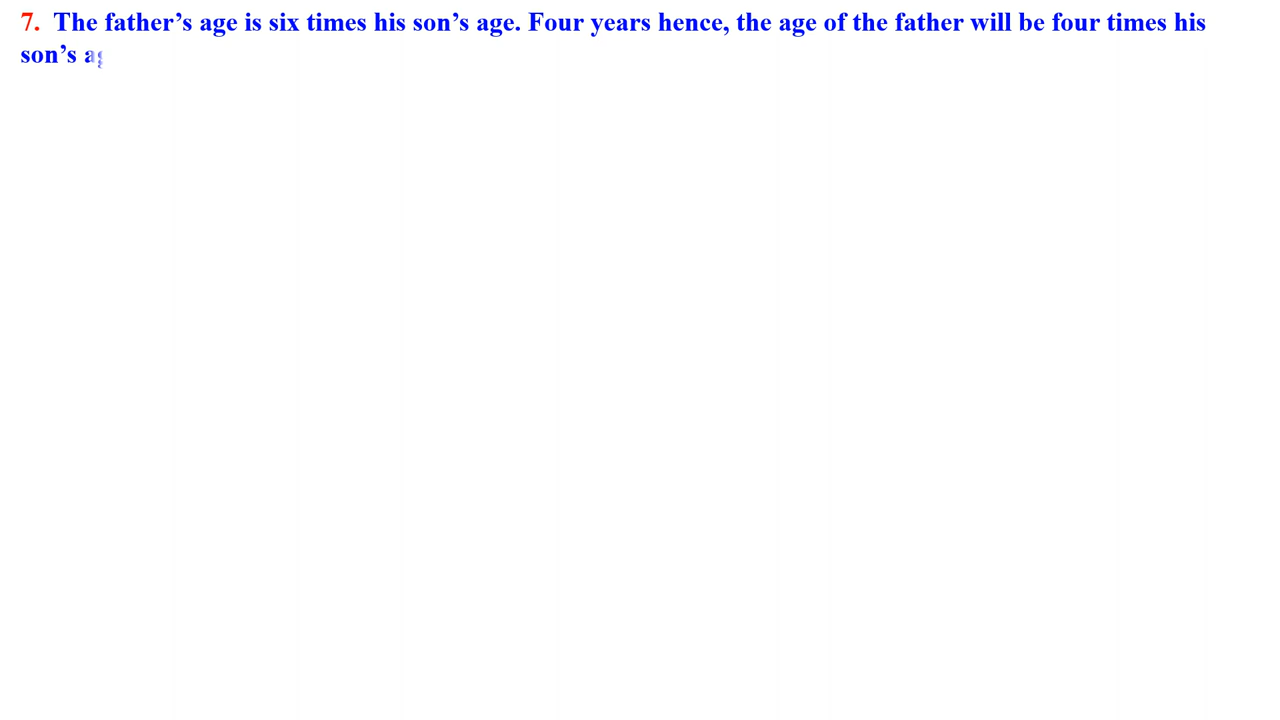 7. The father’s age is six times his son’s age. Four years hence, the age of the father will be four times his
son’s